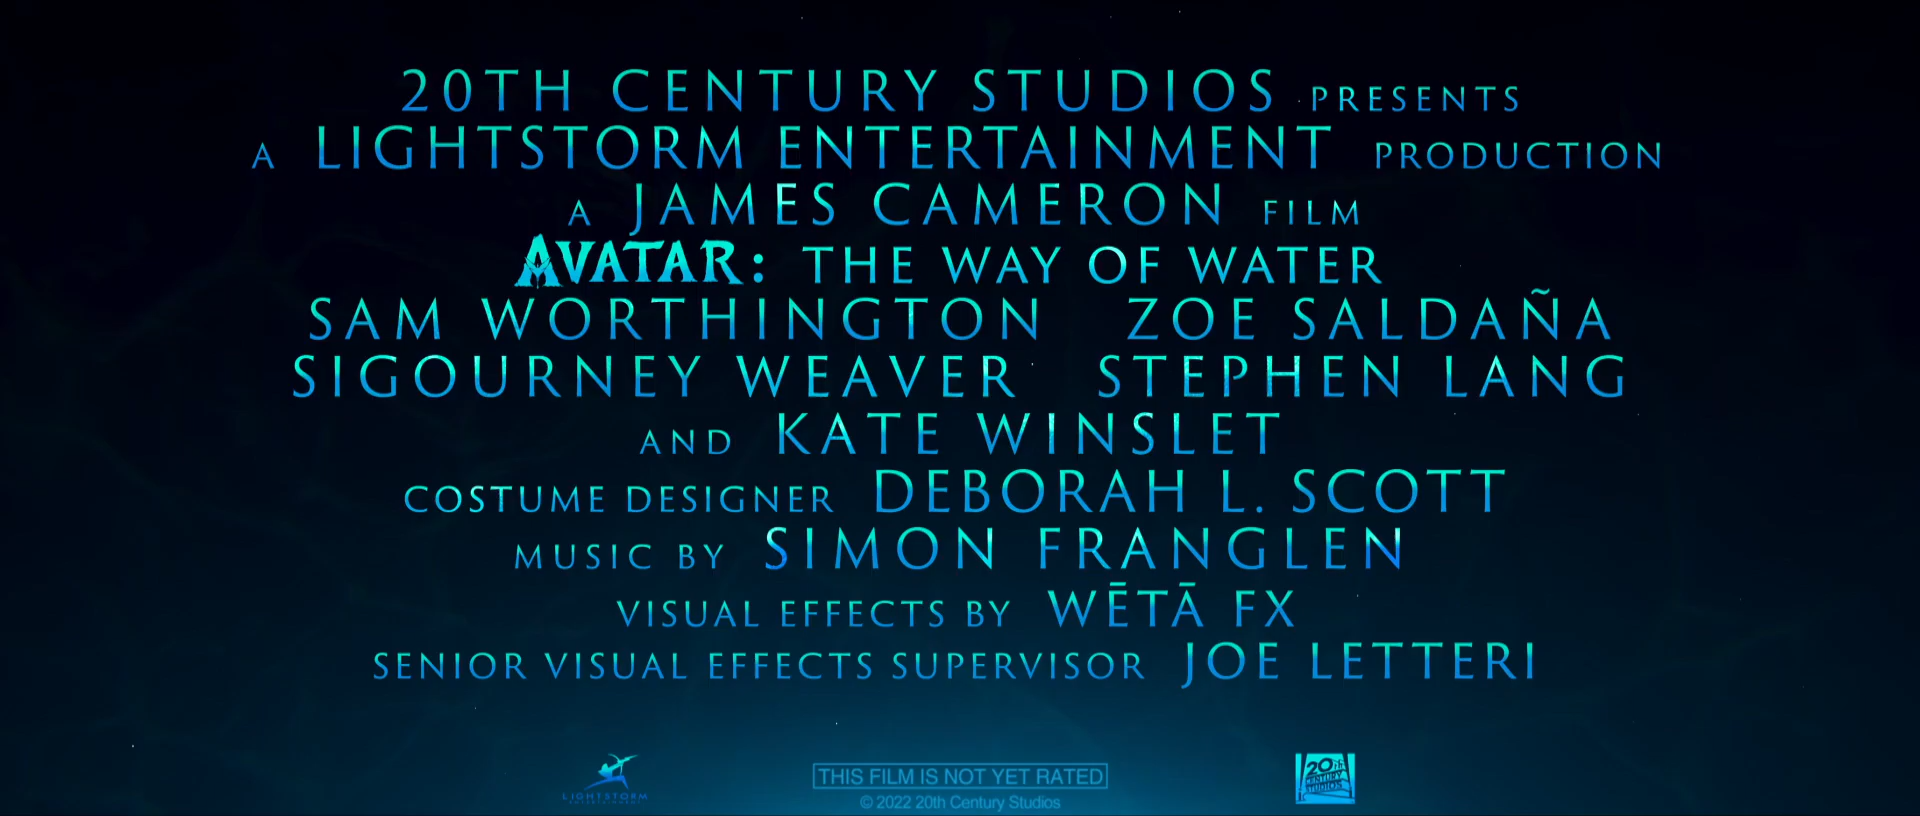 20TH CENTURY STUDIOS PRESENTS
A LIGHTSTORM ENTERTAINMENT PRODUCTION
A JAMES CAMERON FILM
AVATAR: THE WAY OF WATER
SAM WORTHINGTON ZOE SALDAÑA
SIGOURNEY WEAVER STEPHEN LANG
AND KATE WINSLET
COSTUME DESIGNER DEBORAH L. SCOTT
MUSIC BY SIMON FRANGLEN
VISUAL EFFECTS BY WĒTĀ FX
SENIOR VISUAL EFFECTS SUPERVISOR JOE LETTERI
LIGHTSTORM
ENTERTAINMENT
THIS FILM IS NOT YET RATED
© 2022 20th Century Studios
20TH
CENTURY
STUDIOS